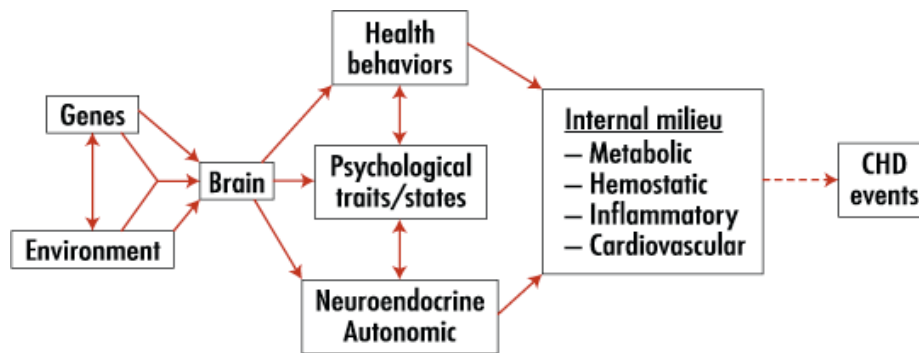 Health
behaviors
Genes
Brain
Environment
Psychological
traits/states
Neuroendocrine
Autonomic
Internal milieu
– Metabolic
– Hemostatic
– Inflammatory
– Cardiovascular
CHD
events